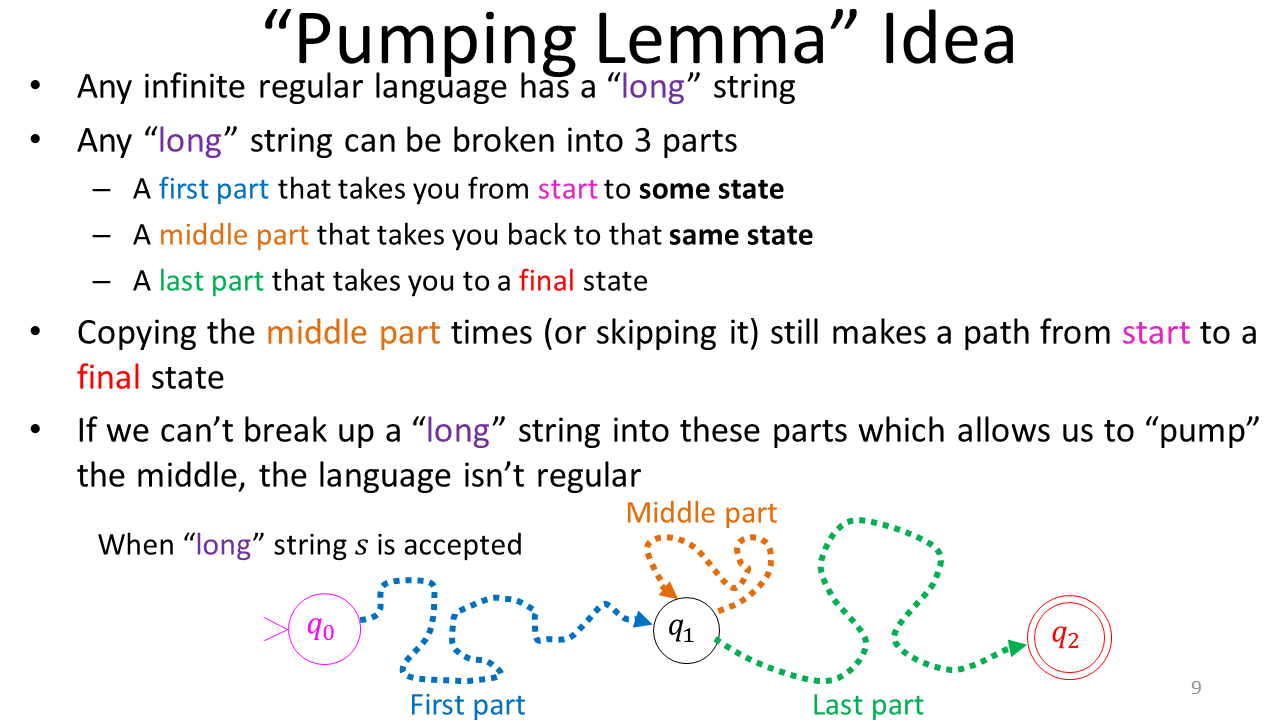 “Pumping Lemma” Idea
• Any infinite regular language has a “long” string
• Any “long” string can be broken into 3 parts
– A first part that takes you from start to some state
– A middle part that takes you back to that same state
– A last part that takes you to a final state
• Copying the middle part times (or skipping it) still makes a path from start to a
final state
• If we can’t break up a “long” string into these parts which allows us to “pump”
the middle, the language isn’t regular
Middle part
When “long” string 𝑠 is accepted
𝑞0
𝑞1
𝑞2
First part
Last part
9